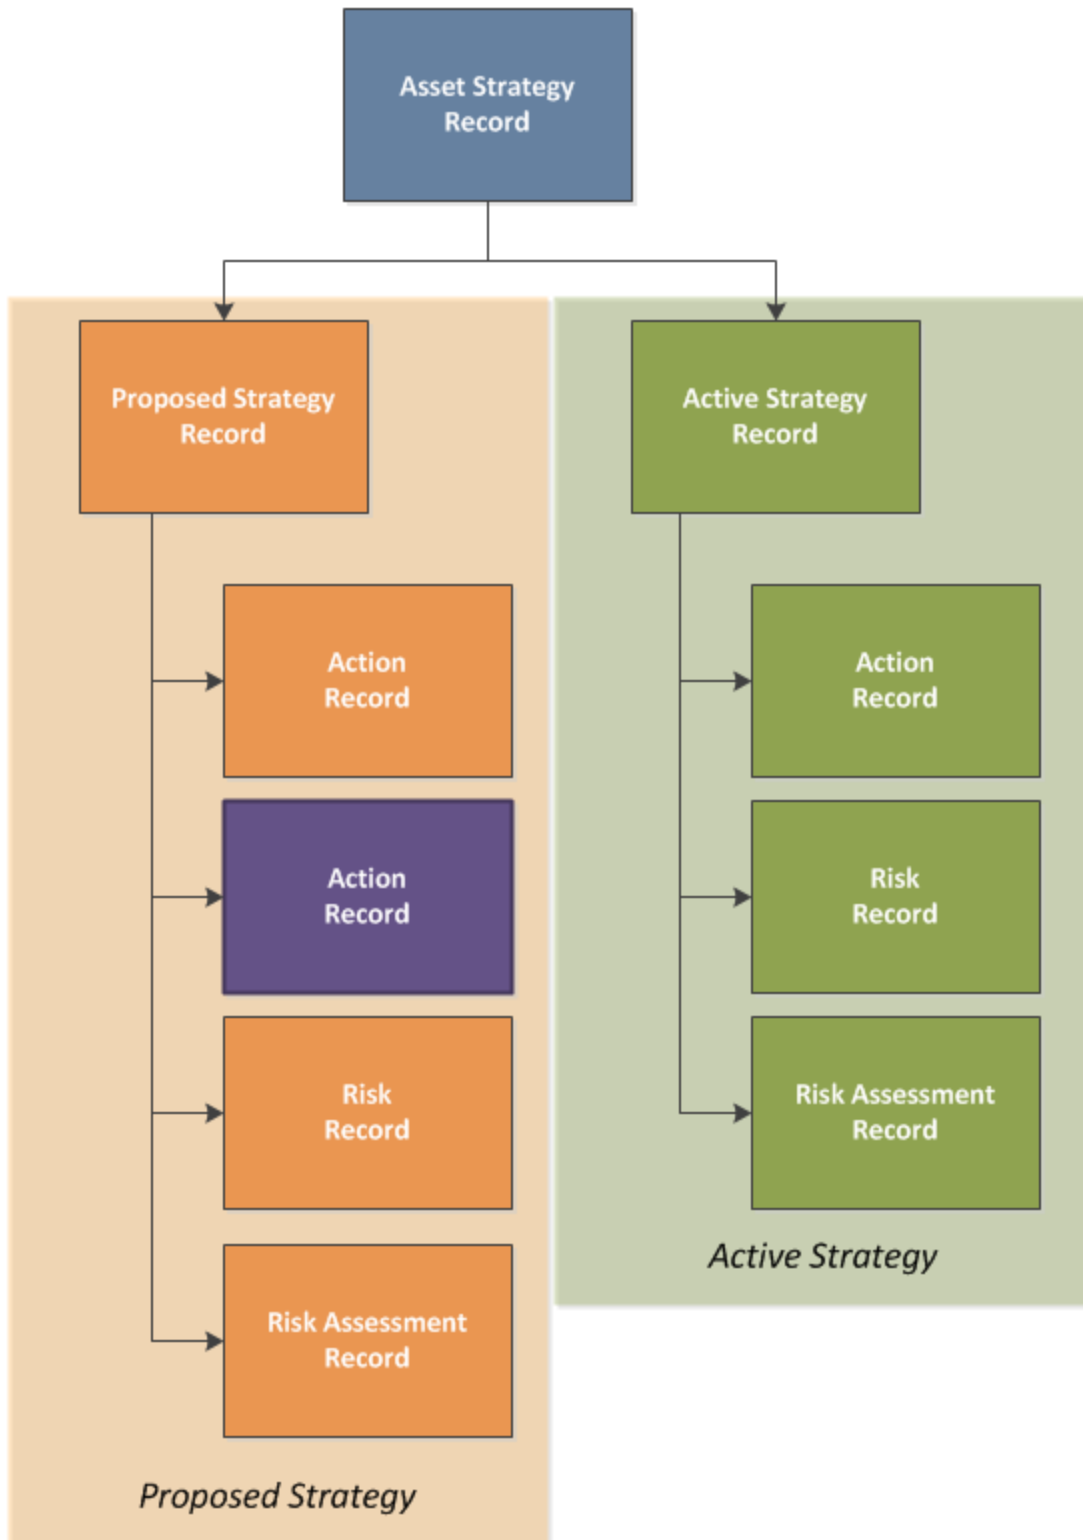 Asset Strategy
Record
Proposed Strategy
Record
Action
Record
Action
Record
Risk
Record
Risk Assessment
Record
Proposed Strategy
Active Strategy
Record
Action
Record
Risk
Record
Risk Assessment
Record
Active Strategy